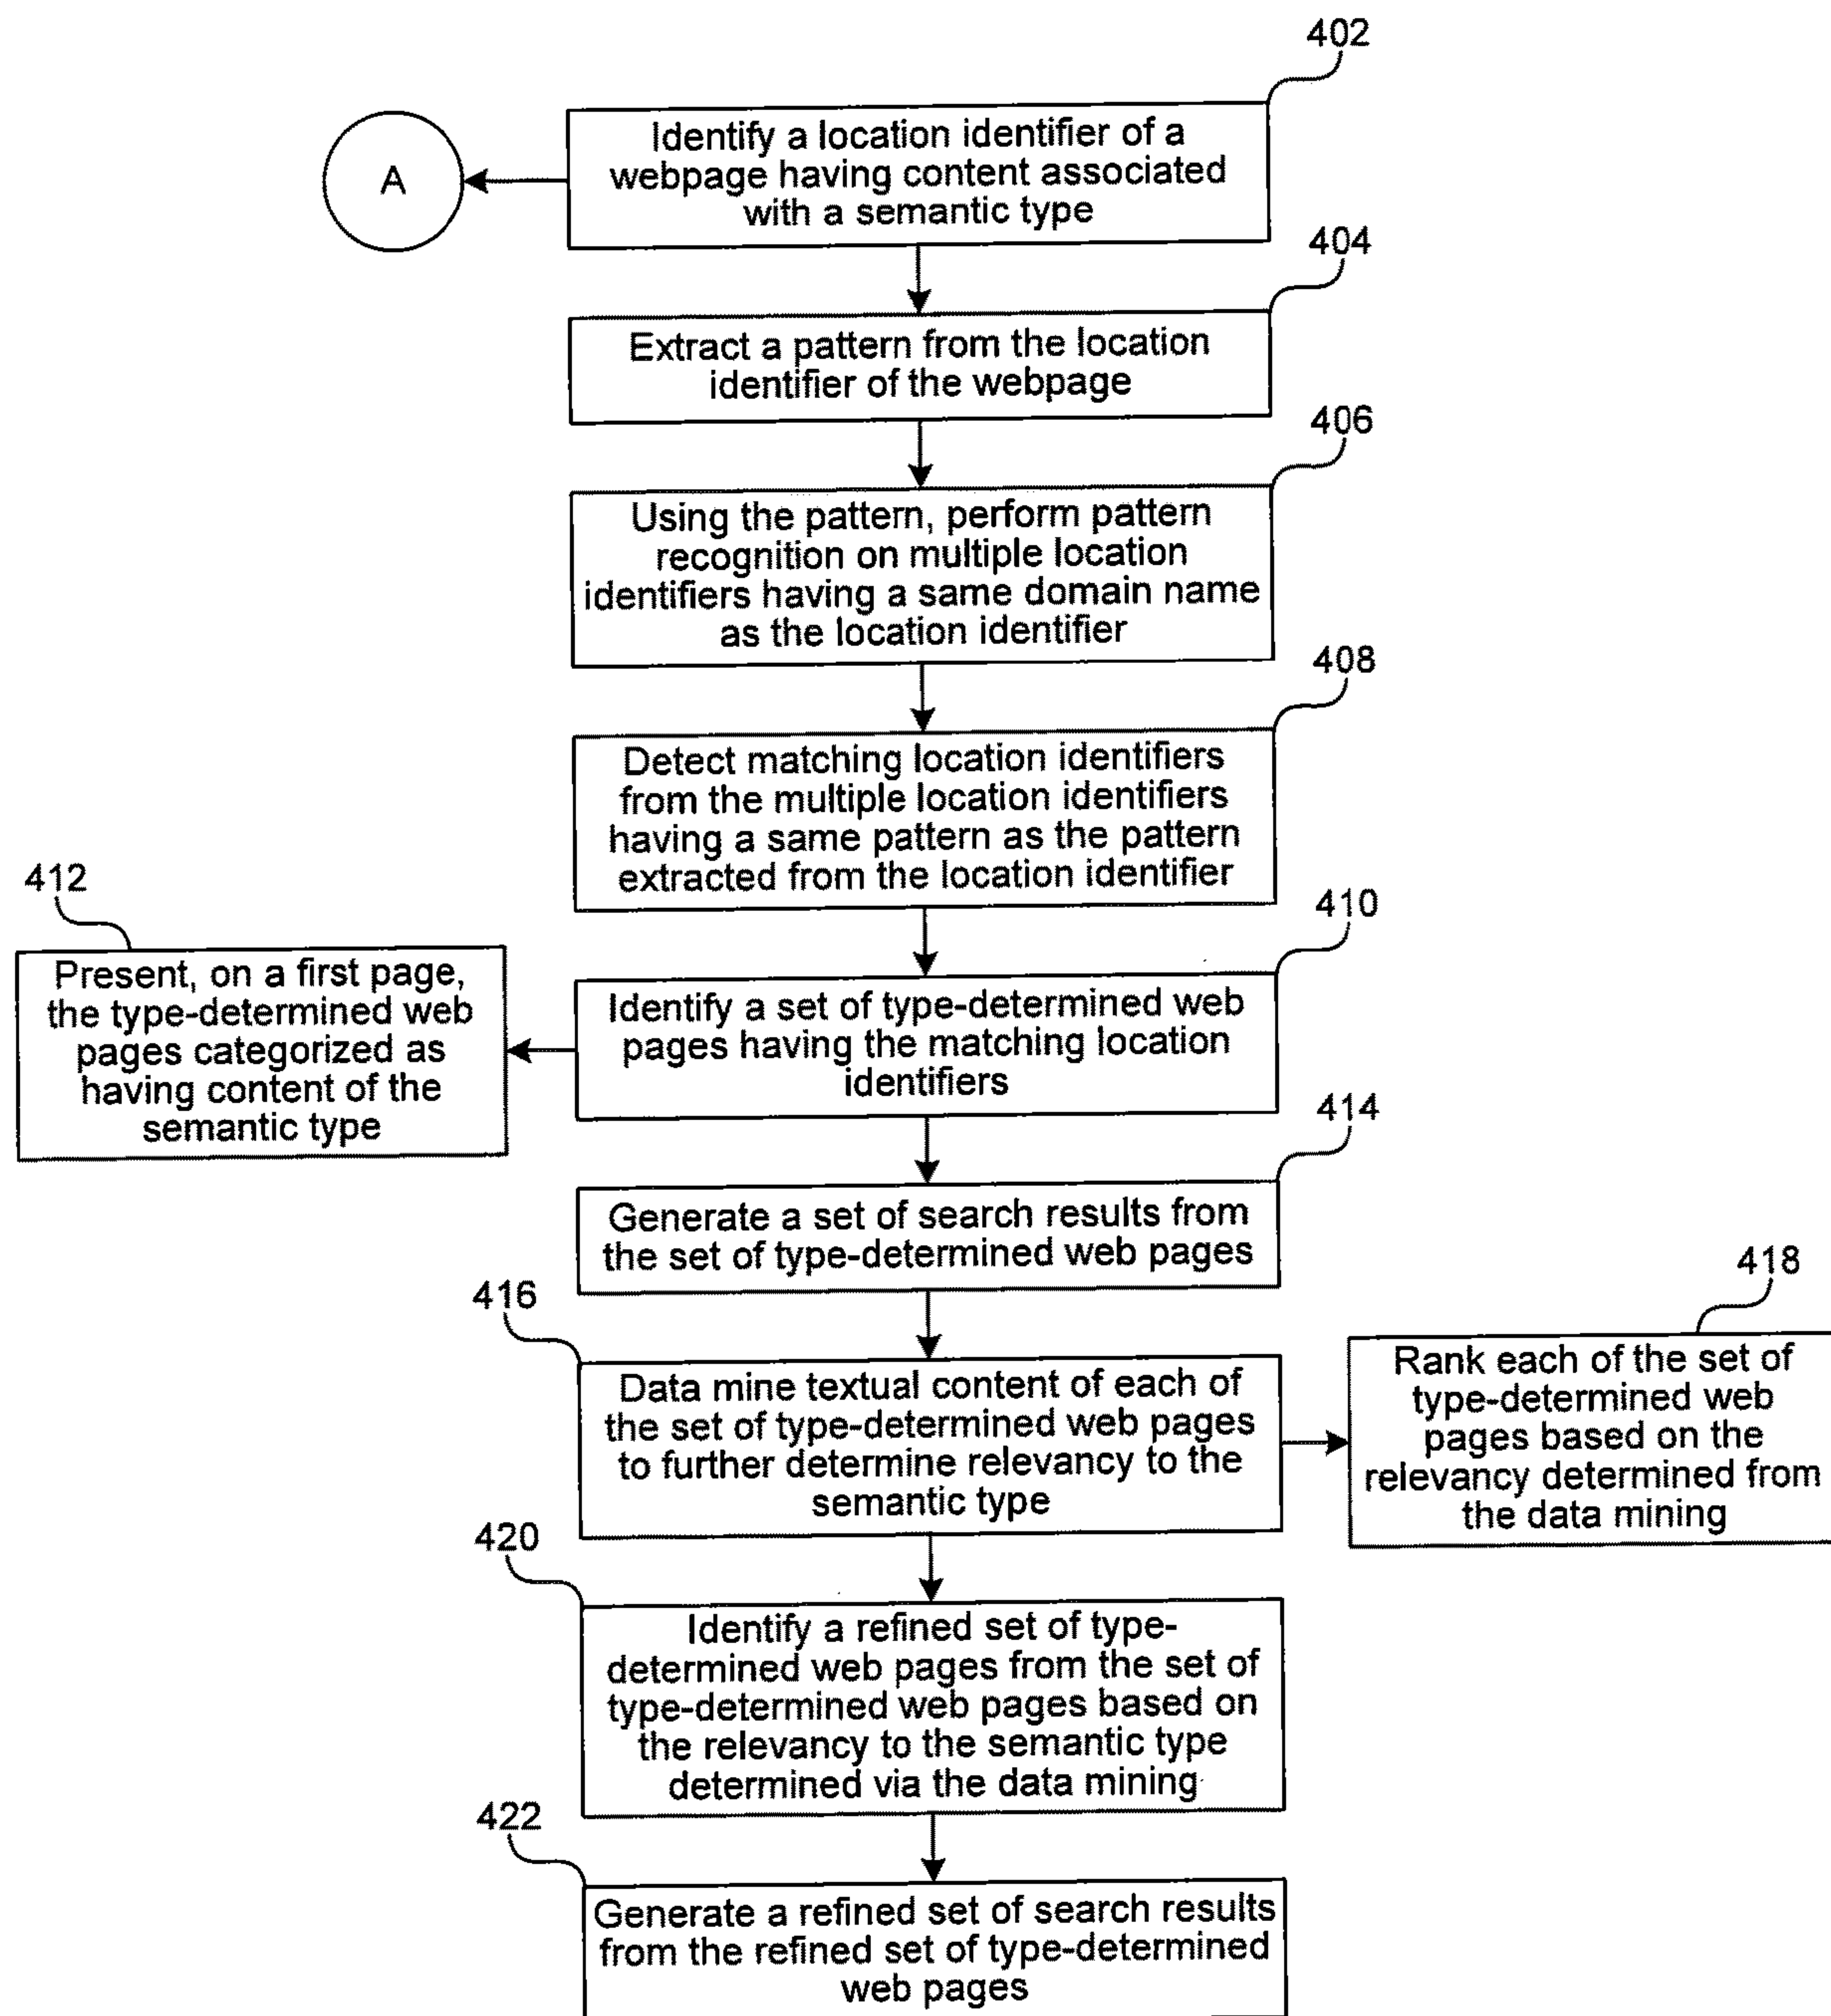 402
A
Identify a location identifier of a
webpage having content associated
with a semantic type
404
Extract a pattern from the location
identifier of the webpage
406
Using the pattern, perform pattern
recognition on multiple location
identifiers having a same domain name
as the location identifier
408
Detect matching location identifiers
from the multiple location identifiers
having a same pattern as the pattern
extracted from the location identifier
412
Present, on a first page,
the type-determined web
pages categorized as
having content of the
semantic type
410
Identify a set of type-determined web
pages having the matching location
identifiers
414
Generate a set of search results from
the set of type-determined web pages
416
Data mine textual content of each of
the set of type-determined web pages
to further determine relevancy to the
semantic type
418
Rank each of the set of
type-determined web
pages based on the
relevancy determined from
the data mining
420
Identify a refined set of type-
determined web pages from the set of
type-determined web pages based on
the relevancy to the semantic type
determined via the data mining
422
Generate a refined set of search results
from the refined set of type-determined
web pages